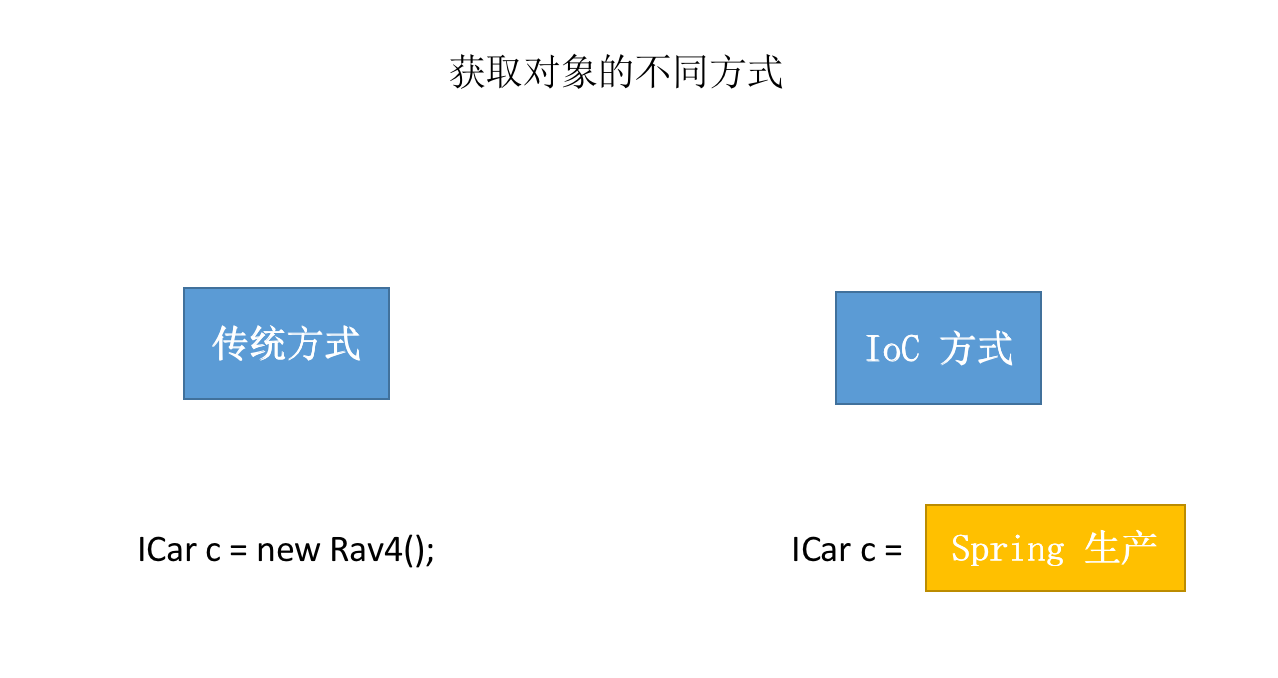 获取对象的不同方式
传统方式
IoC 方式
ICar c = new Rav4();
ICar c =
Spring 生产